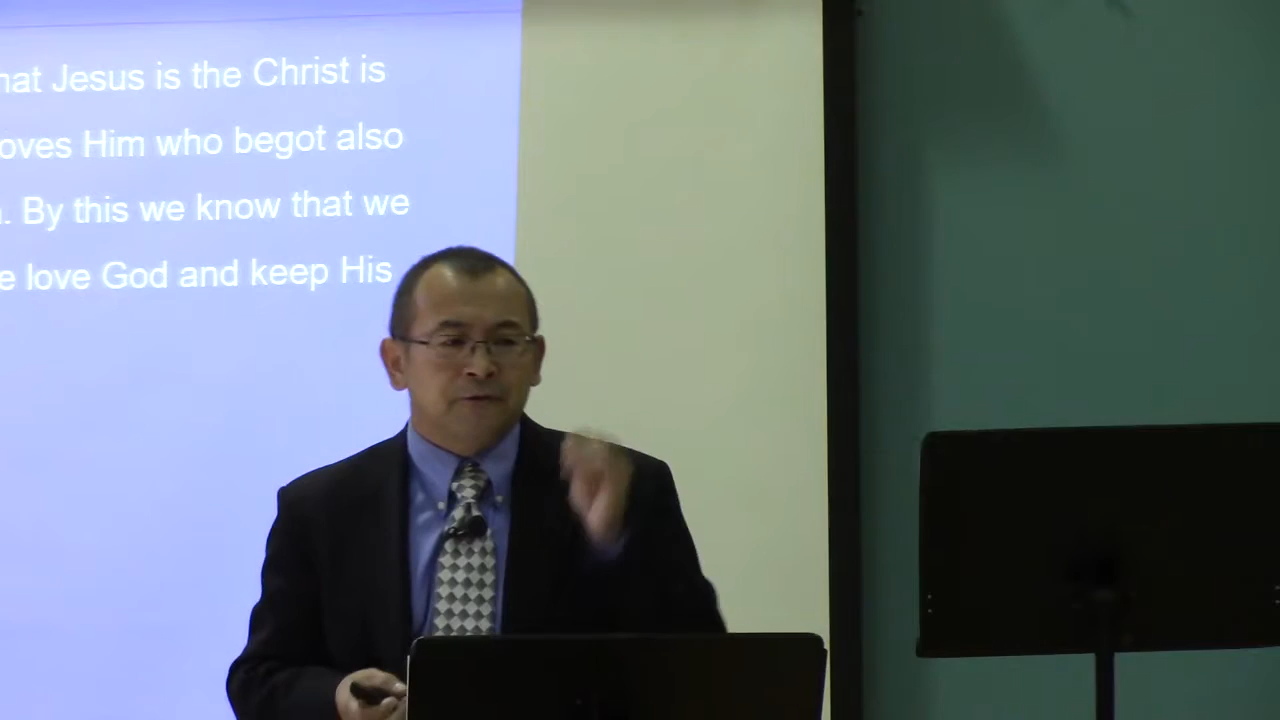 hat Jesus is the Christ is
oves Him who begot also
. By this we know that we
e love God and keep His